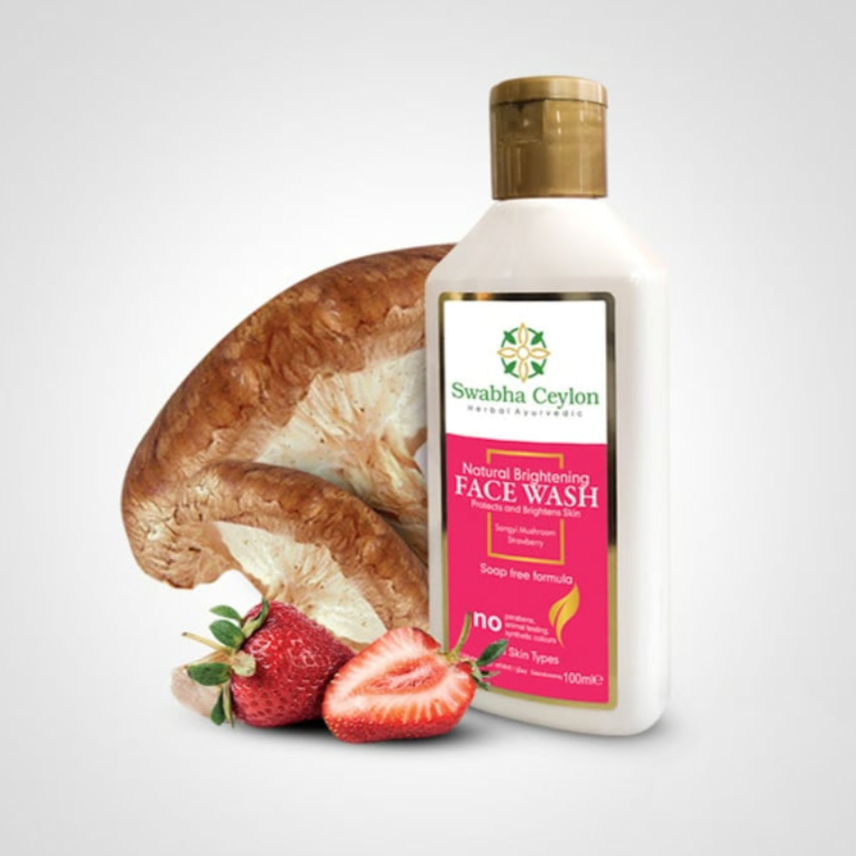 Swabha Ceylon
Herbal Ayurvedic
Natural Brightening
FACE WASH
Protects and Brightens Skin
Sangyi Mushroom
Strawberry
Soap free formula
no
parabens,
animal testing,
synthetic colours
Skin Types
100ml℮